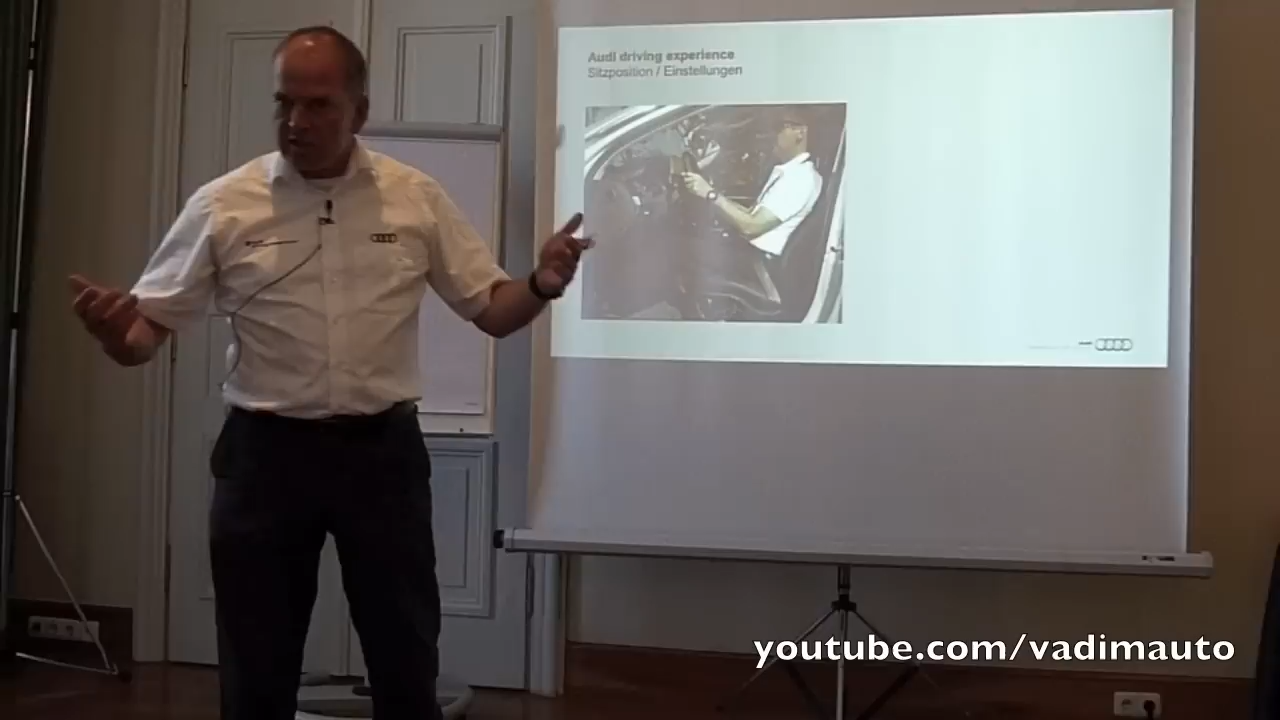 Audi driving experience
Sitzposition / Einstellungen
youtube.com/vadimauto